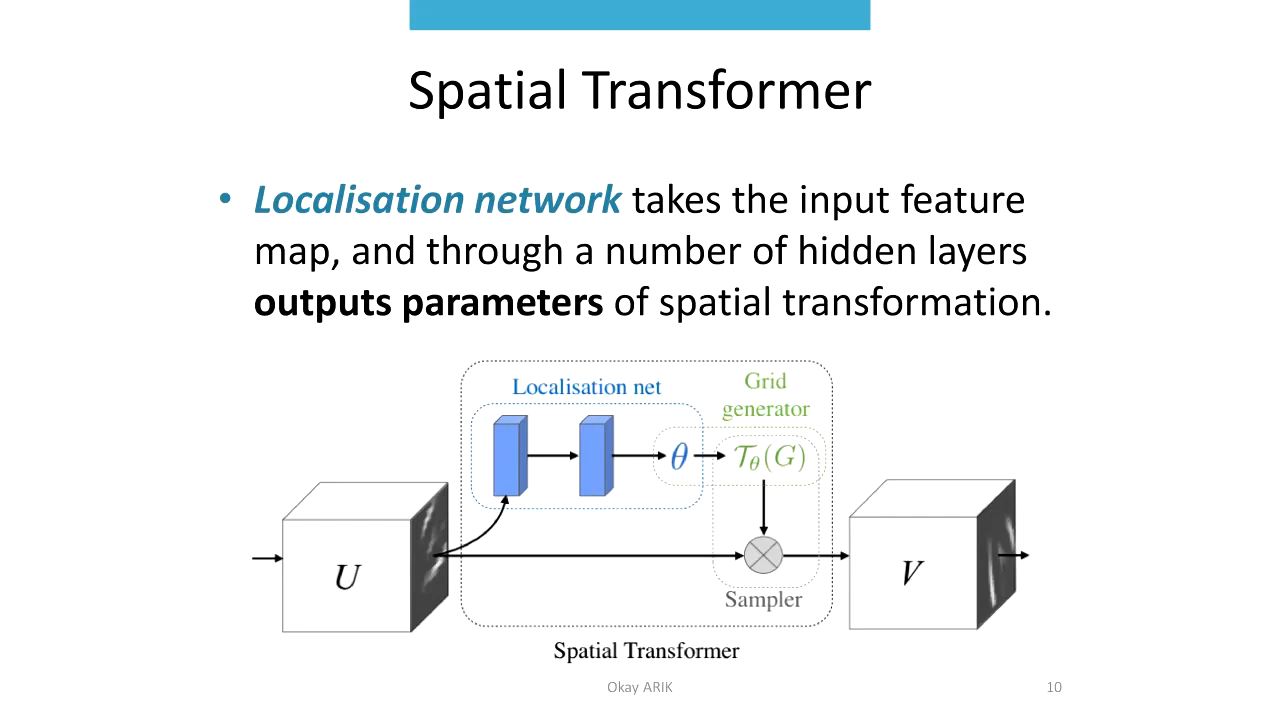 Spatial Transformer
• Localisation network takes the input feature
map, and through a number of hidden layers
outputs parameters of spatial transformation.
Localisation net
Grid
generator
θ
𝒯θ(G)
U
V
Sampler
Spatial Transformer
Okay ARIK
10